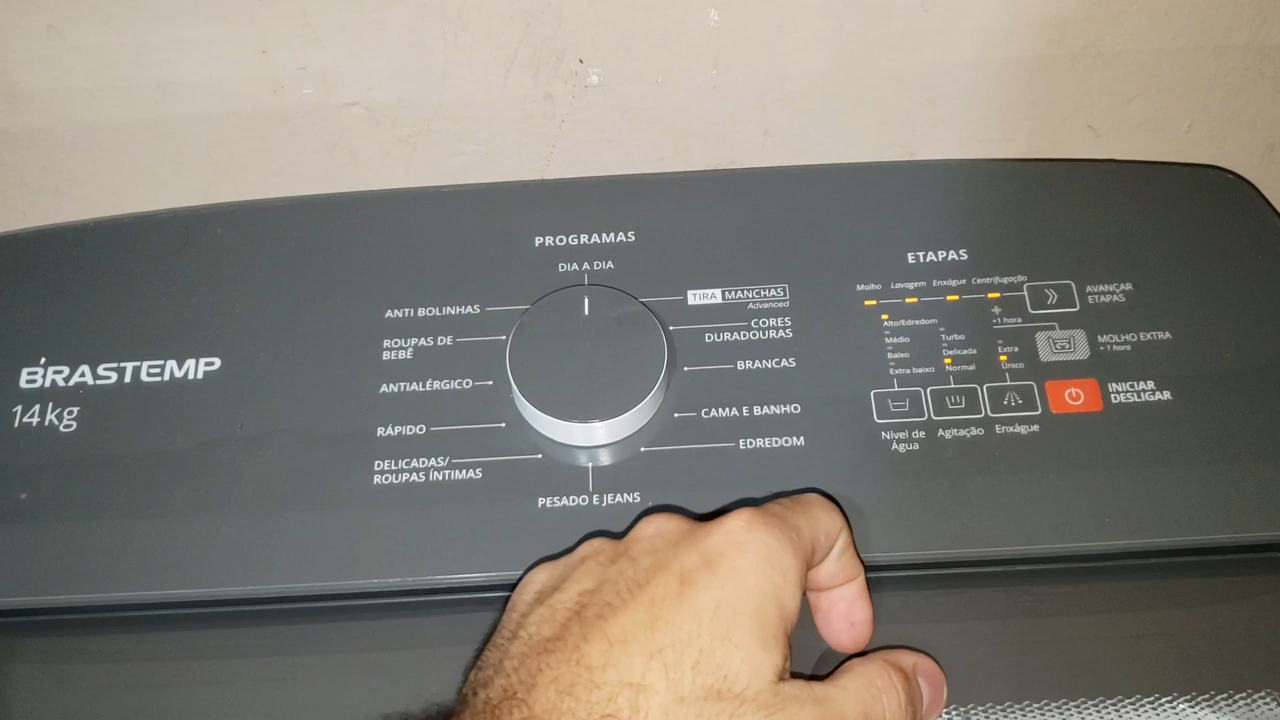 PROGRAMAS
DIA A DIA
ANTI BOLINHAS
ROUPAS DE
BEBÊ
ANTIALÉRGICO
RÁPIDO
DELICADAS/
ROUPAS ÍNTIMAS
PESADO E JEANS
TIRA MANCHAS
Advanced
CORES
DURADOURAS
BRANCAS
CAMA E BANHO
EDREDOM
BRASTEMP
14kg
ETAPAS
Molho Lavagem Enxágue Centrifugação
AVANÇAR
ETAPAS
+1 hora
Alto/Edredom
Médio
Baixo
Extra baixo
Turbo
Delicada
Normal
Extra
Único
MOLHO EXTRA
+ 1 hora
INICIAR
DESLIGAR
Nível de
Água
Agitação
Enxágue